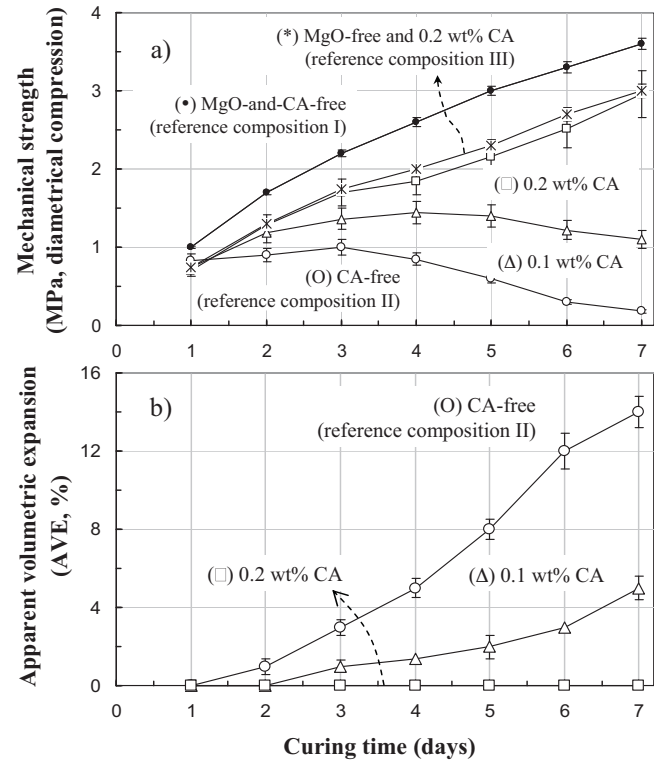 a)
(*) MgO-free and 0.2 wt% CA
(reference composition III)
(•) MgO-and-CA-free
(reference composition I)
(□) 0.2 wt% CA
(Δ) 0.1 wt% CA
(O) CA-free
(reference composition II)
Mechanical strength
(MPa, diametrical compression)
4
3
2
1
0
0 1 2 3 4 5 6 7
b)
(O) CA-free
(reference composition II)
(□) 0.2 wt% CA
(Δ) 0.1 wt% CA
Apparent volumetric expansion
(AVE, %)
16
12
8
4
0
0 1 2 3 4 5 6 7
Curing time (days)